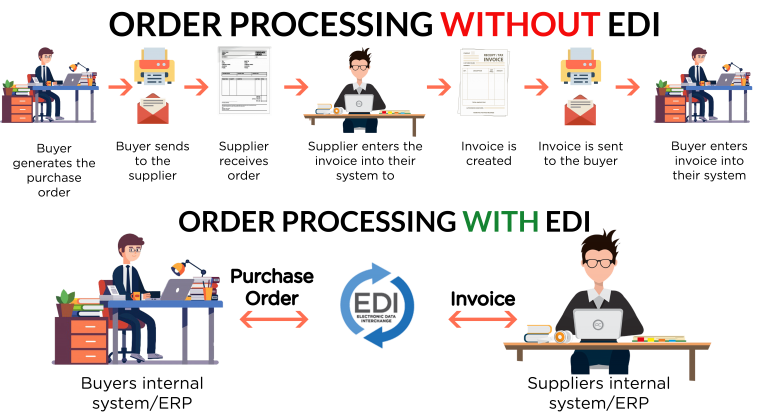 ORDER PROCESSING WITHOUT EDI
Buyer
generates the
purchase
order
Buyer sends
to the
supplier
Supplier
receives
order
Supplier enters the
invoice into their
system to
INVOICE
Invoice is
created
Invoice is sent
to the buyer
Buyer enters
invoice into
their system
ORDER PROCESSING WITH EDI
Purchase
Order
EDI
ELECTRONIC DATA
INTERCHANGE
Invoice
Buyers internal
system/ERP
Suppliers internal
system/ERP